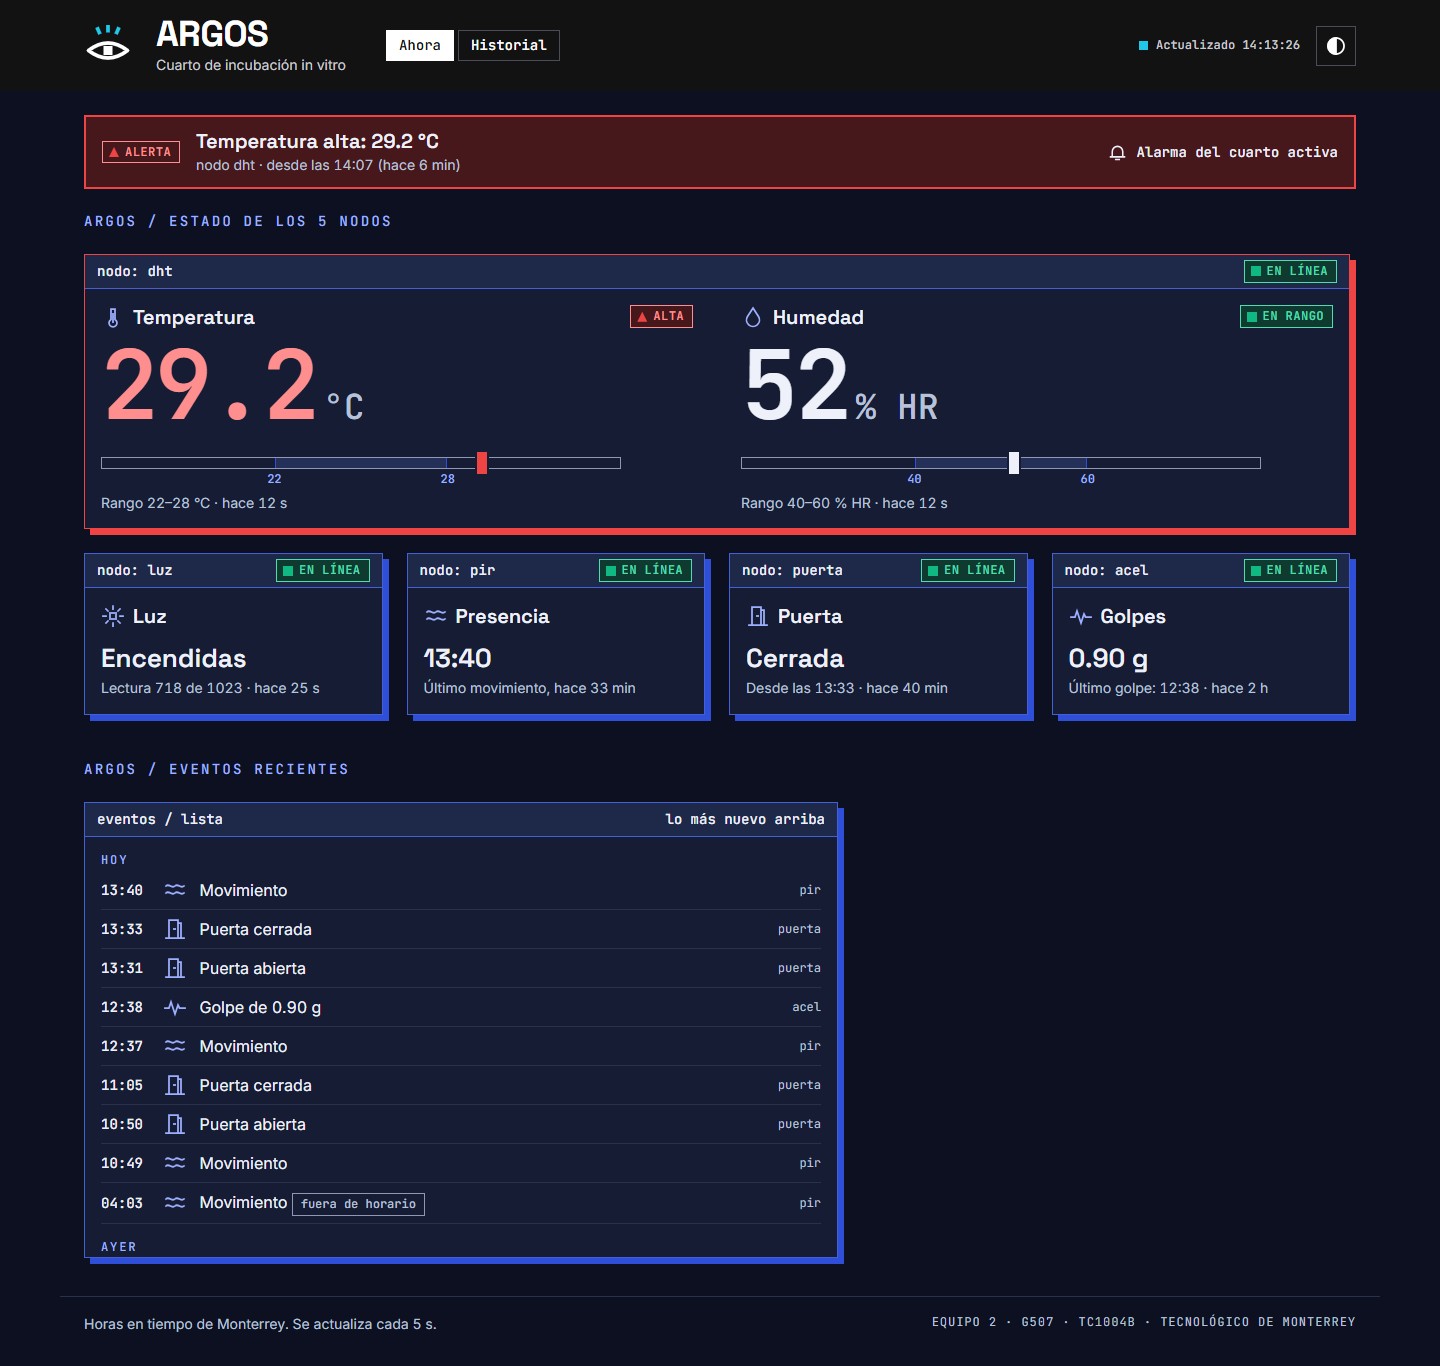 ARGOS
Cuarto de incubación in vitro
Ahora
Historial
Actualizado 14:13:26
ALERTA
Temperatura alta: 29.2 °C
nodo dht · desde las 14:07 (hace 6 min)
Alarma del cuarto activa
ARGOS / ESTADO DE LOS 5 NODOS
nodo: dht
EN LÍNEA
Temperatura
ALTA
29.2 °C
22
28
Rango 22–28 °C · hace 12 s
Humedad
EN RANGO
52 % HR
40
60
Rango 40–60 % HR · hace 12 s
nodo: luz
EN LÍNEA
Luz
Encendidas
Lectura 718 de 1023 · hace 25 s
nodo: pir
EN LÍNEA
Presencia
13:40
Último movimiento, hace 33 min
nodo: puerta
EN LÍNEA
Puerta
Cerrada
Desde las 13:33 · hace 40 min
nodo: acel
EN LÍNEA
Golpes
0.90 g
Último golpe: 12:38 · hace 2 h
ARGOS / EVENTOS RECIENTES
eventos / lista
lo más nuevo arriba
HOY
13:40 Movimiento pir
13:33 Puerta cerrada puerta
13:31 Puerta abierta puerta
12:38 Golpe de 0.90 g acel
12:37 Movimiento pir
11:05 Puerta cerrada puerta
10:50 Puerta abierta puerta
10:49 Movimiento pir
04:03 Movimiento fuera de horario pir
AYER
Horas en tiempo de Monterrey. Se actualiza cada 5 s.
EQUIPO 2 · G507 · TC1004B · TECNOLÓGICO DE MONTERREY